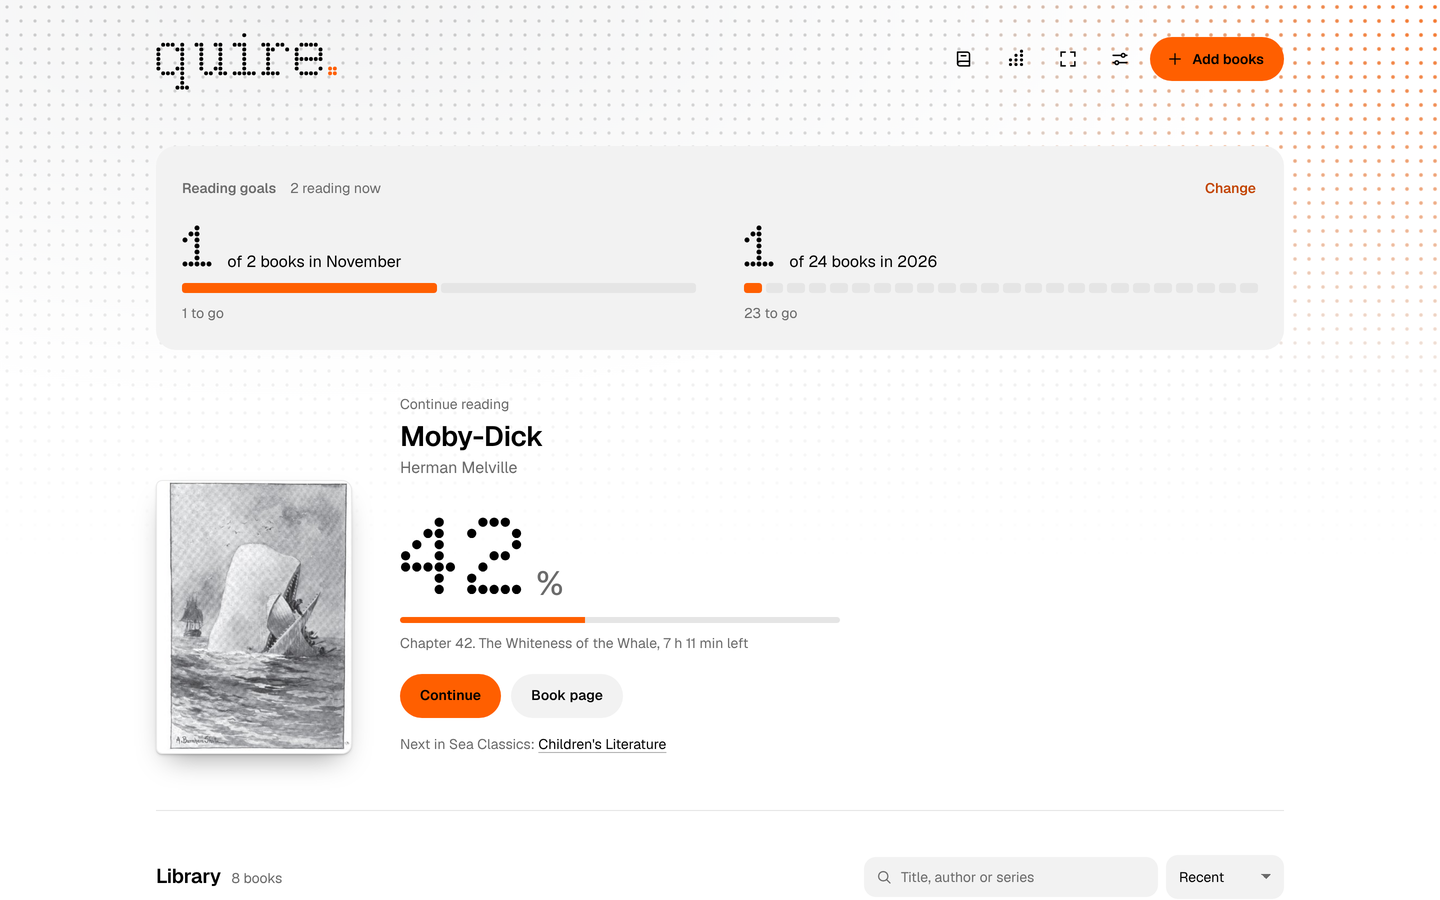 quire.
Add books
Reading goals 2 reading now
Change
1 of 2 books in November
1 to go
1 of 24 books in 2026
23 to go
Continue reading
Moby-Dick
Herman Melville
42 %
Chapter 42. The Whiteness of the Whale, 7 h 11 min left
Continue
Book page
Next in Sea Classics: Children's Literature
Library 8 books
Title, author or series
Recent